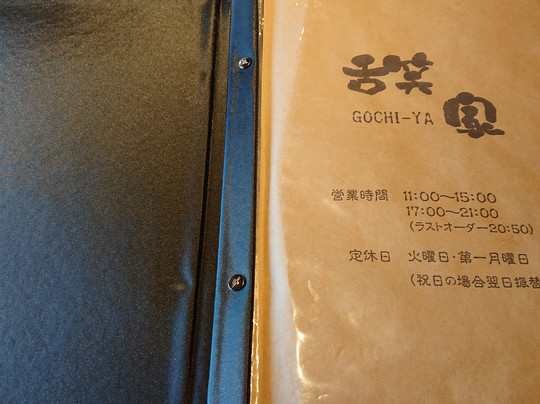 舌笑家
GOCHI-YA
営業時間 11:00〜15:00
17:00〜21:00
(ラストオーダー20:50)
定休日 火曜日・第一月曜日
(祝日の場合翌日振替